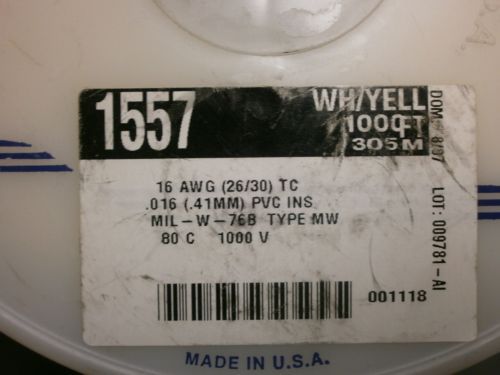 1557
WH/YELL
1000FT
305M
16 AWG (26/30) TC
.016 (.41MM) PVC INS
MIL-W-76B TYPE MW
80 C 1000 V
001118
DOM. 8/97 LOT: 009781-AI
MADE IN U.S.A.